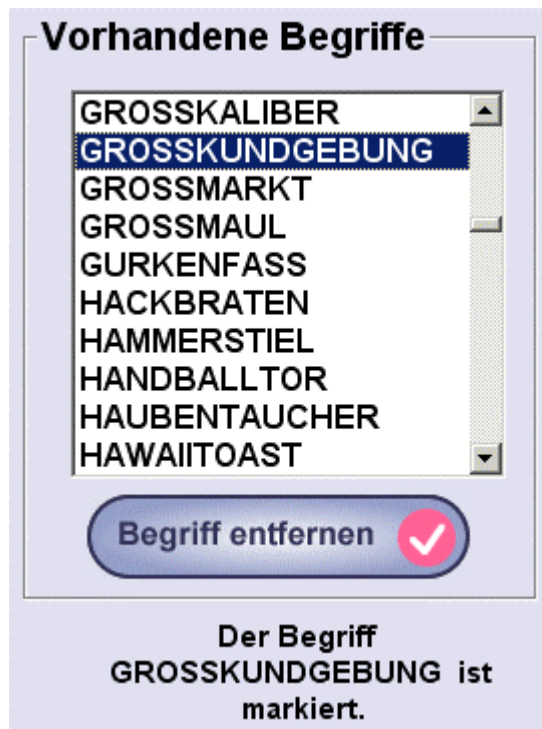 Vorhandene Begriffe
GROSSKALIBER
GROSSKUNDGEBUNG
GROSSMARKT
GROSSMAUL
GURKENFASS
HACKBRATEN
HAMMERSTIEL
HANDBALLTOR
HAUBENTAUCHER
HAWAIITOAST
Begriff entfernen
Der Begriff
GROSSKUNDGEBUNG ist
markiert.